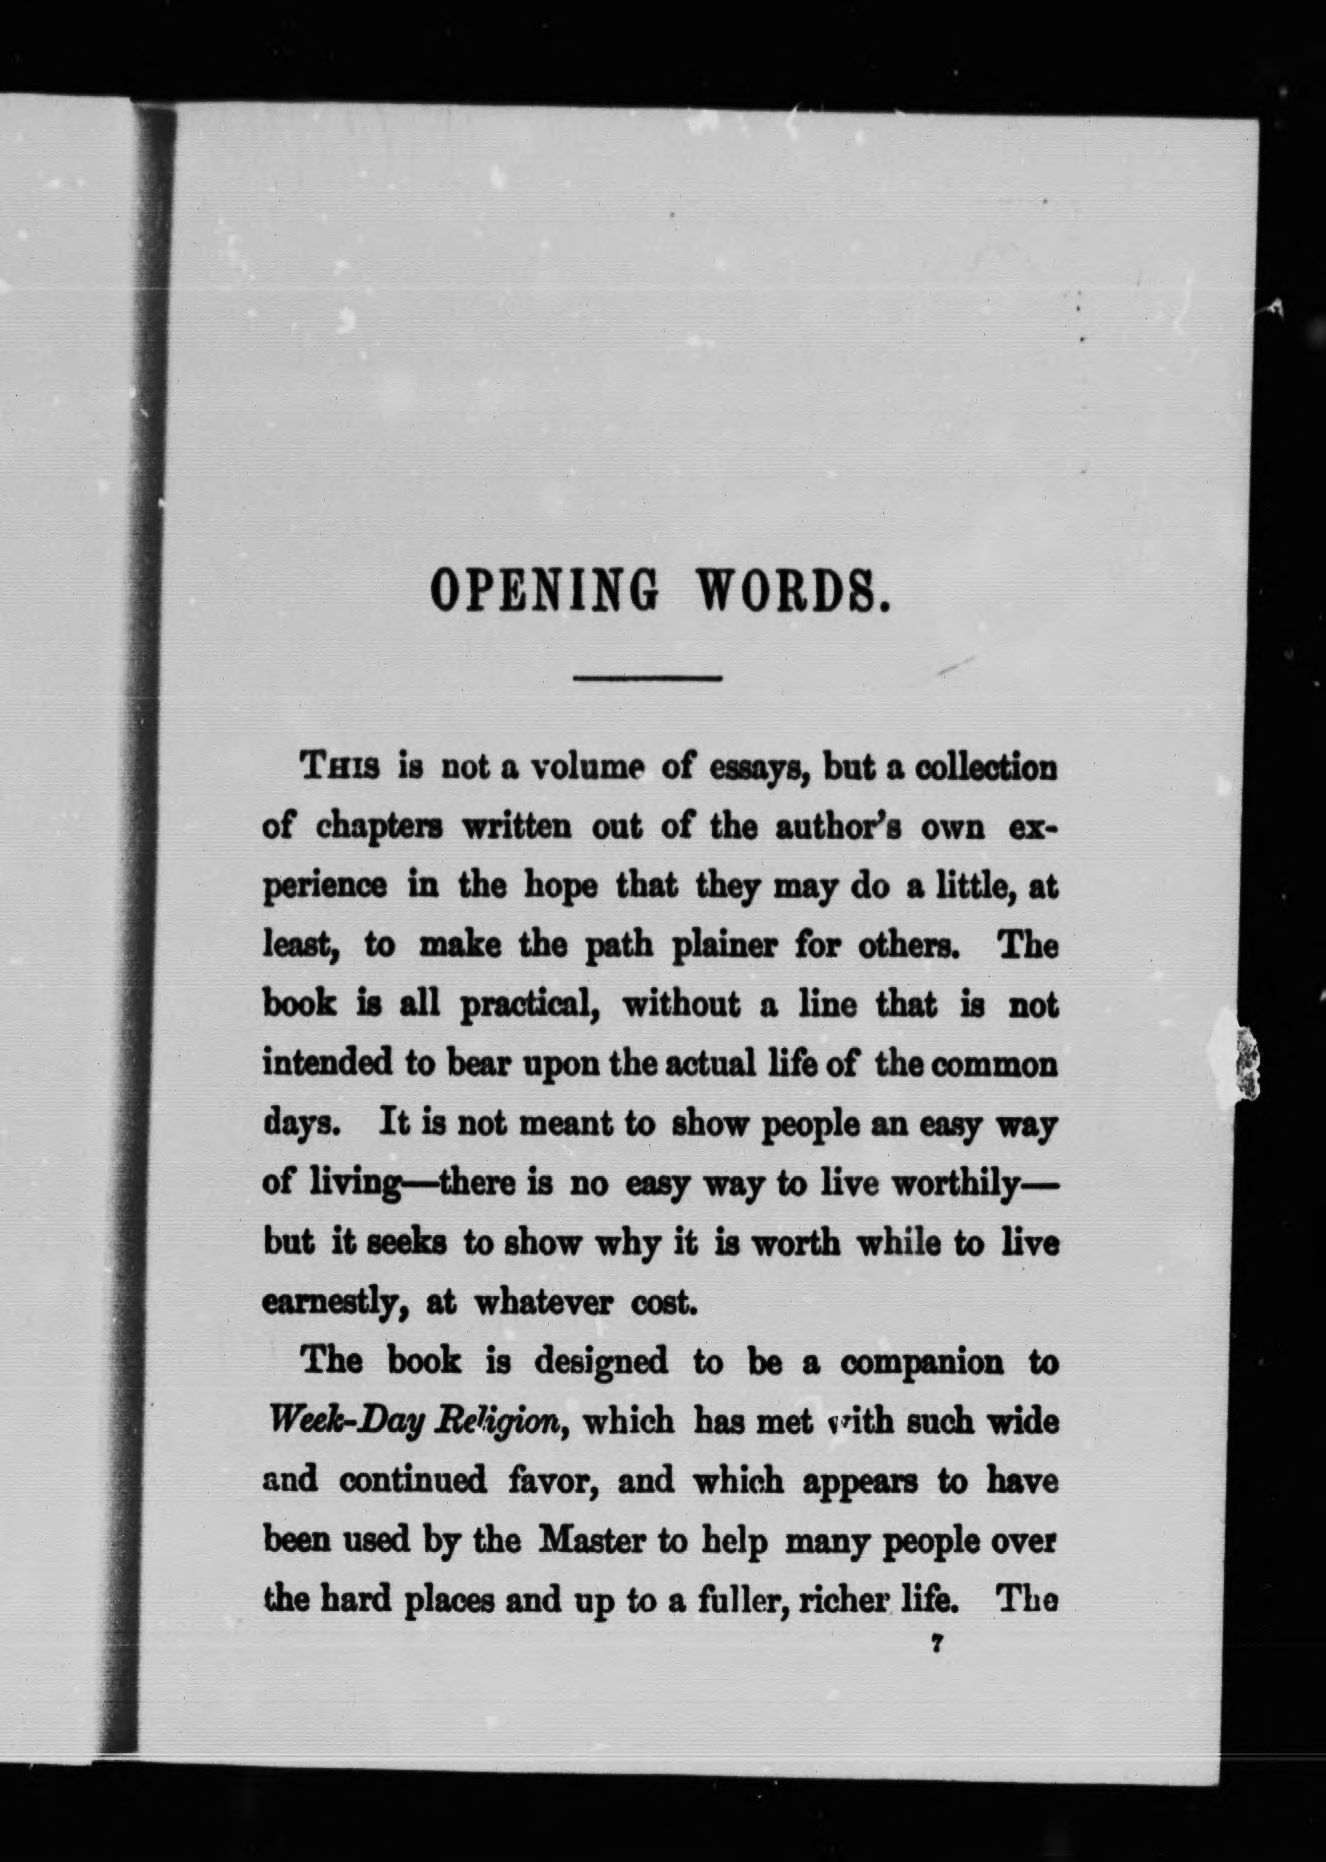 OPENING WORDS.
THIS is not a volume of essays, but a collection
of chapters written out of the author's own ex-
perience in the hope that they may do a little, at
least, to make the path plainer for others. The
book is all practical, without a line that is not
intended to bear upon the actual life of the common
days. It is not meant to show people an easy way
of living—there is no easy way to live worthily—
but it seeks to show why it is worth while to live
earnestly, at whatever cost.
The book is designed to be a companion to
Week-Day Religion, which has met with such wide
and continued favor, and which appears to have
been used by the Master to help many people over
the hard places and up to a fuller, richer life. The
7